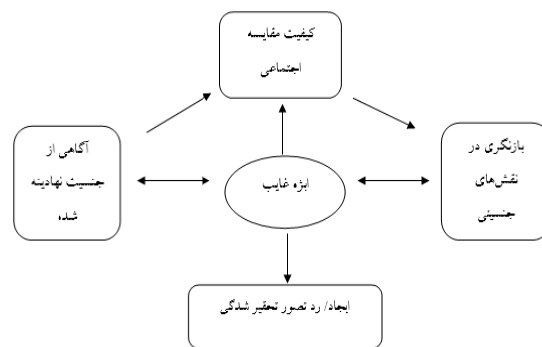 کیفیت مقایسه
اجتماعی
بازنگری در
نقش‌های
جنسیتی
ابژه غایب
آگاهی از
جنسیت نهادینه
شده
ایجاد/ رد تصور تحقیر شدگی